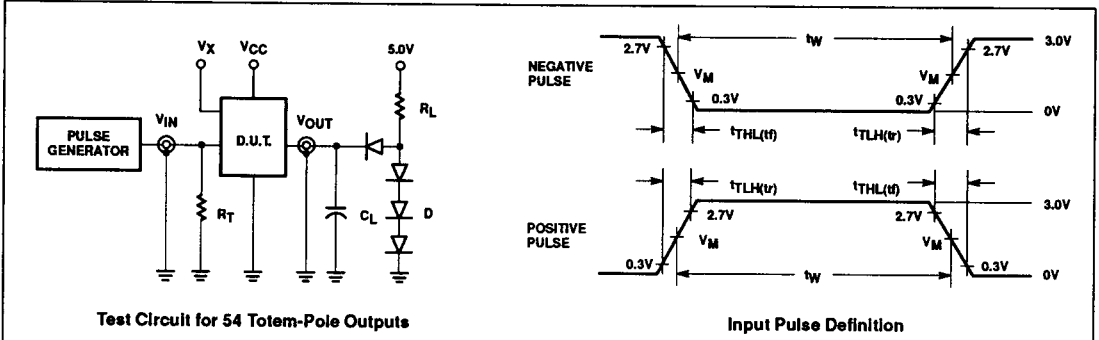 VX
VCC
5.0V
RL
PULSE
GENERATOR
VIN
D.U.T.
VOUT
RT
CL
D
Test Circuit for 54 Totem-Pole Outputs
NEGATIVE
PULSE
2.7V
tW
2.7V
3.0V
VM
VM
0.3V
0.3V
0V
tTHL(tf)
tTLH(tr)
tTLH(tr)
tTHL(tf)
POSITIVE
PULSE
2.7V
2.7V
3.0V
VM
VM
0.3V
tW
0.3V
0V
Input Pulse Definition